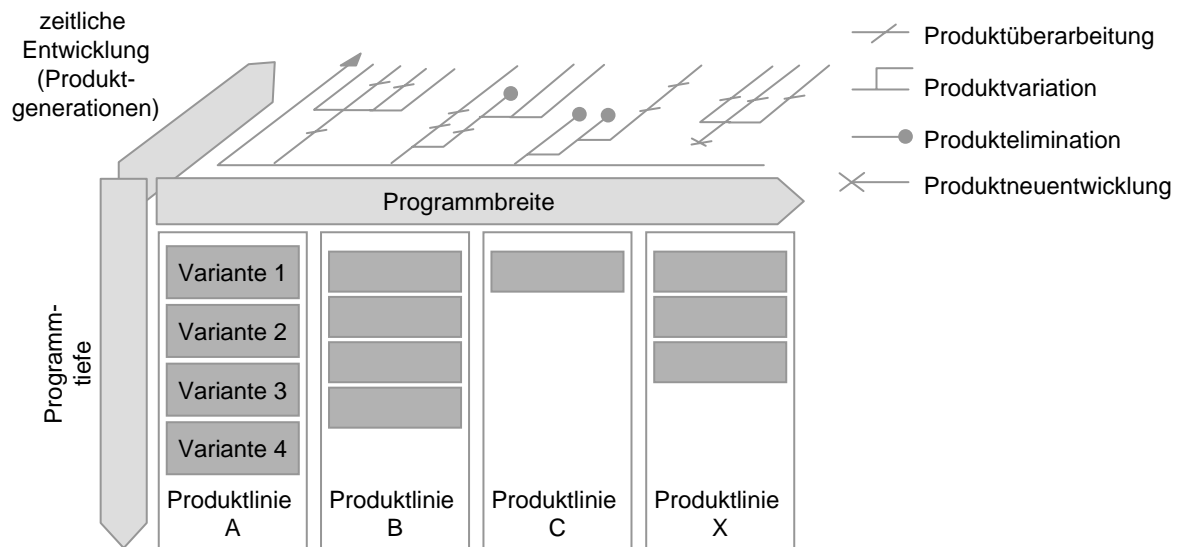 zeitliche
Entwicklung
(Produkt-
generationen)
Produktüberarbeitung
Produktvariation
Produktelimination
Produktneuentwicklung
Programmbreite
Programm-
tiefe
Variante 1
Variante 2
Variante 3
Variante 4
Produktlinie
A
Produktlinie
B
Produktlinie
C
Produktlinie
X